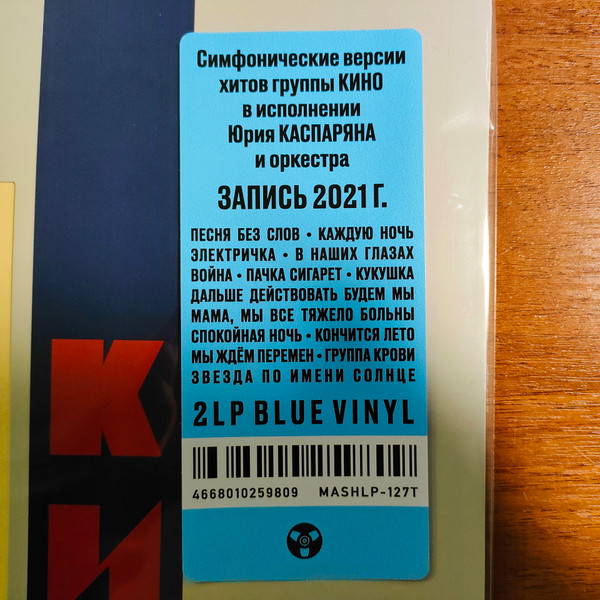 Симфонические версии
хитов группы КИНО
в исполнении
Юрия КАСПАРЯНА
и оркестра
ЗАПИСЬ 2021 Г.
ПЕСНЯ БЕЗ СЛОВ • КАЖДУЮ НОЧЬ
ЭЛЕКТРИЧКА • В НАШИХ ГЛАЗАХ
ВОЙНА • ПАЧКА СИГАРЕТ • КУКУШКА
ДАЛЬШЕ ДЕЙСТВОВАТЬ БУДЕМ МЫ
МАМА, МЫ ВСЕ ТЯЖЕЛО БОЛЬНЫ
СПОКОЙНАЯ НОЧЬ • КОНЧИТСЯ ЛЕТО
МЫ ЖДЁМ ПЕРЕМЕН • ГРУППА КРОВИ
ЗВЕЗДА ПО ИМЕНИ СОЛНЦЕ
2LP BLUE VINYL
4668010259809 MASHLP-127T
К
И